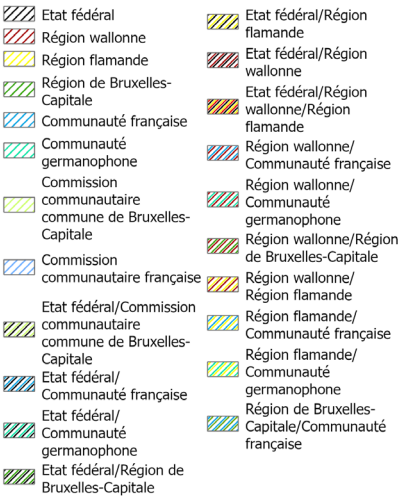 Etat fédéral
Région wallonne
Région flamande
Région de Bruxelles-
Capitale
Communauté française
Communauté
germanophone
Commission
communautaire
commune de Bruxelles-
Capitale
Commission
communautaire française
Etat fédéral/Commission
communautaire
commune de Bruxelles-
Capitale
Etat fédéral/
Communauté française
Etat fédéral/
Communauté
germanophone
Etat fédéral/Région de
Bruxelles-Capitale
Etat fédéral/Région
flamande
Etat fédéral/Région
wallonne
Etat fédéral/Région
wallonne/Région
flamande
Région wallonne/
Communauté française
Région wallonne/
Communauté
germanophone
Région wallonne/Région
de Bruxelles-Capitale
Région wallonne/
Région flamande
Région flamande/
Communauté française
Région flamande/
Communauté
germanophone
Région de Bruxelles-
Capitale/Communauté
française